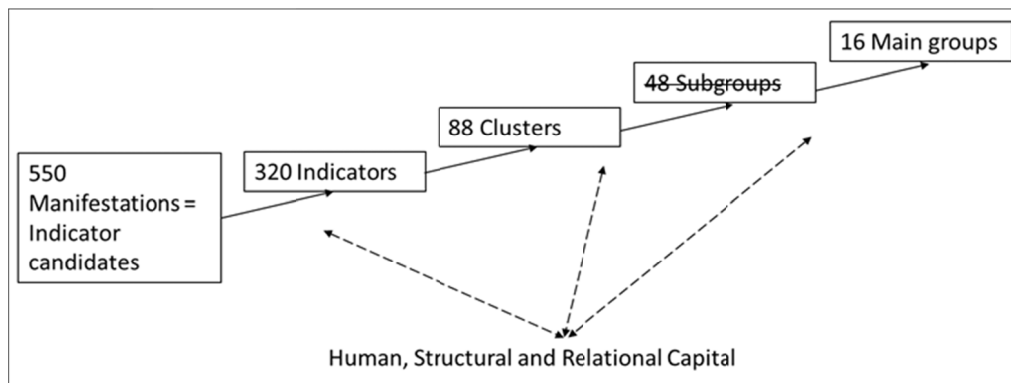 16 Main groups
48 Subgroups
88 Clusters
320 Indicators
550
Manifestations =
Indicator
candidates
Human, Structural and Relational Capital